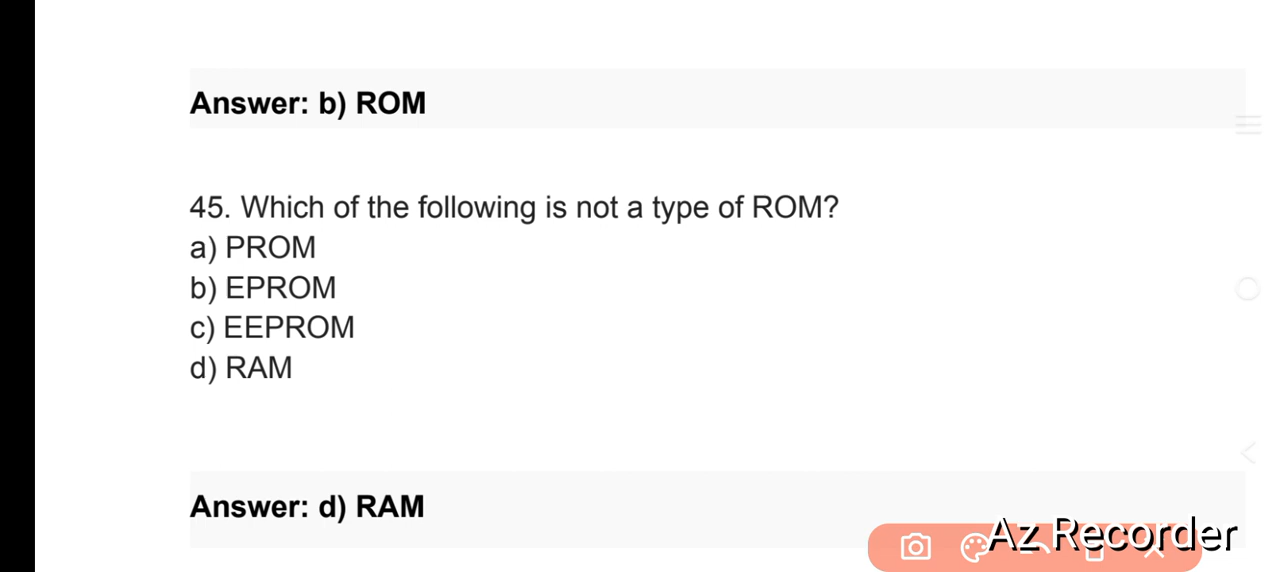 Answer: b) ROM
45. Which of the following is not a type of ROM?
a) PROM
b) EPROM
c) EEPROM
d) RAM
Answer: d) RAM
Az Recorder